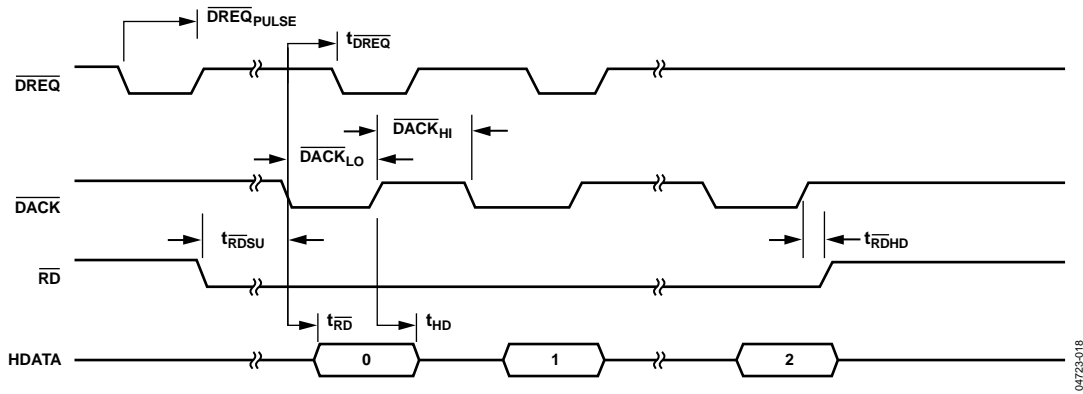 DREQPULSE
tDREQ
DREQ
DACKHI
DACKLO
DACK
tRDSU
tRDHD
RD
tRD
tHD
HDATA
0
1
2
04723-018